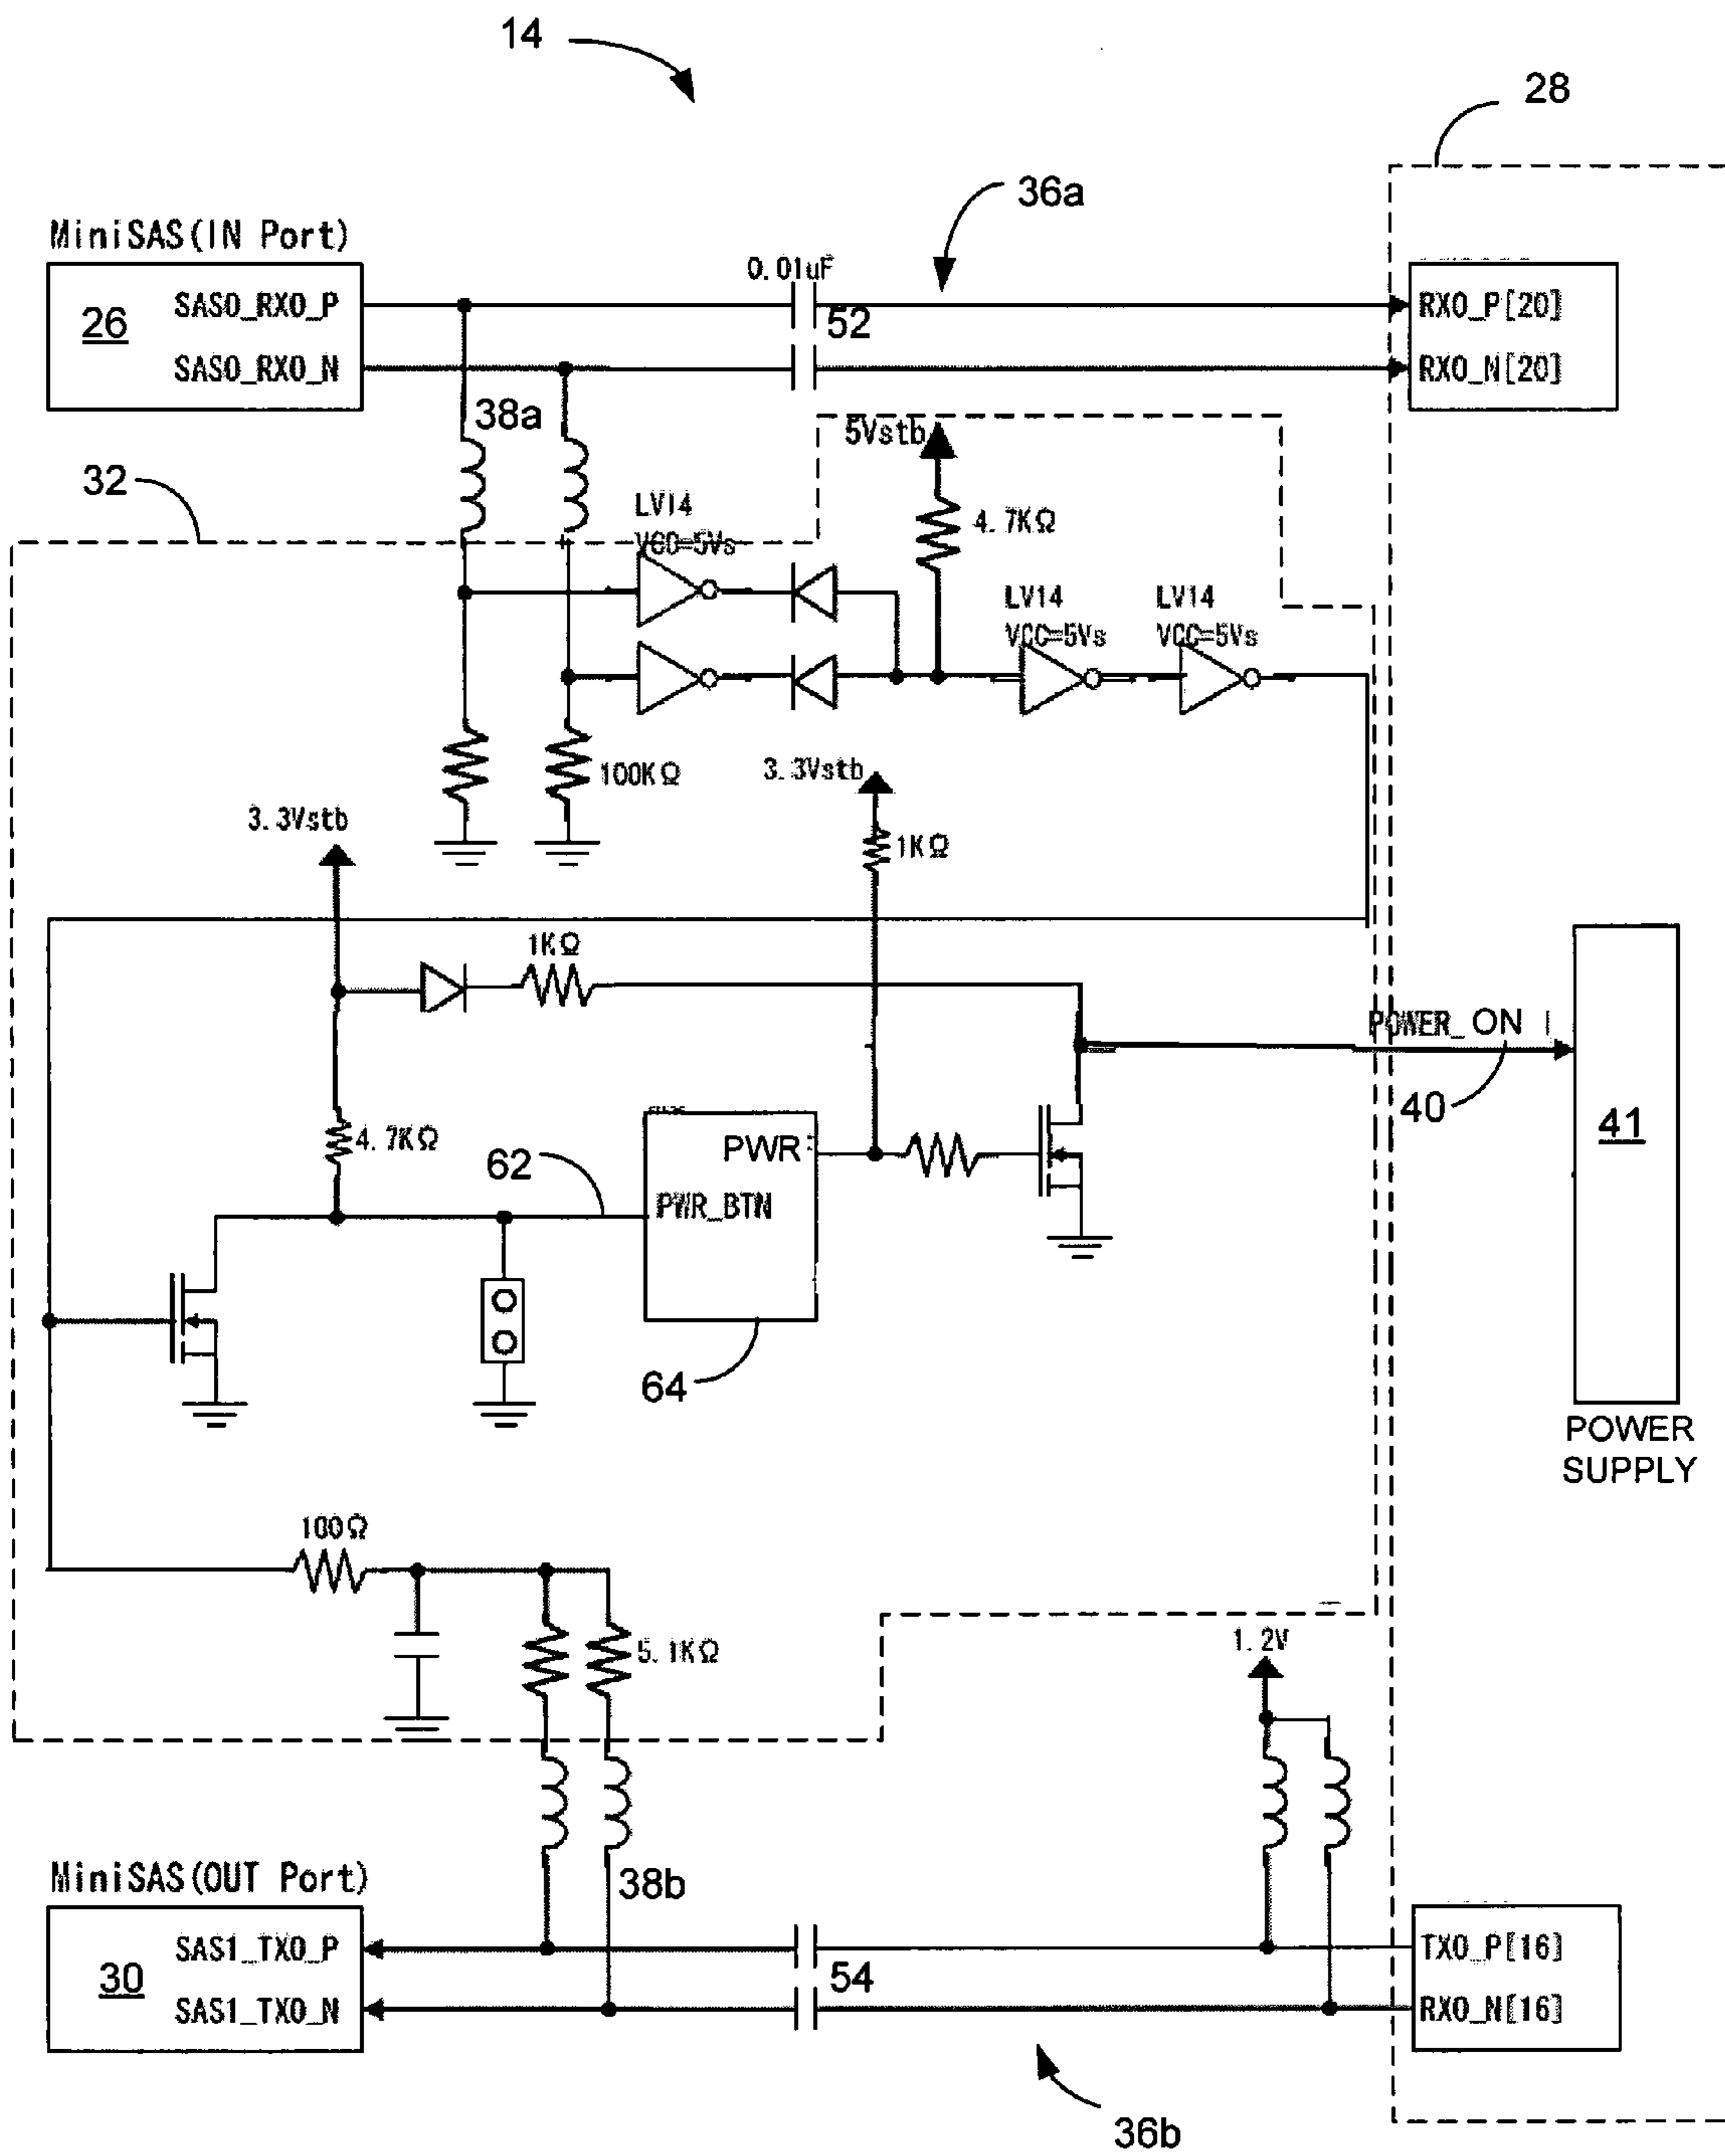 14
28
36a
MiniSAS(IN Port)
0.01uF
26
SAS0_RX0_P
SAS0_RX0_N
52
RX0_P[20]
RX0_N[20]
38a
5Vstb
32
LV14
VCC=5Vs
4.7KΩ
LV14
VCC=5Vs
LV14
VCC=5Vs
100KΩ
3.3Vstb
3.3Vstb
1KΩ
1KΩ
POWER_ON
40
41
4.7KΩ
62
PWR
PWR_BTN
64
POWER
SUPPLY
100Ω
5.1KΩ
1.2V
MiniSAS(OUT Port)
38b
30
SAS1_TX0_P
SAS1_TX0_N
54
TX0_P[16]
RX0_N[16]
36b